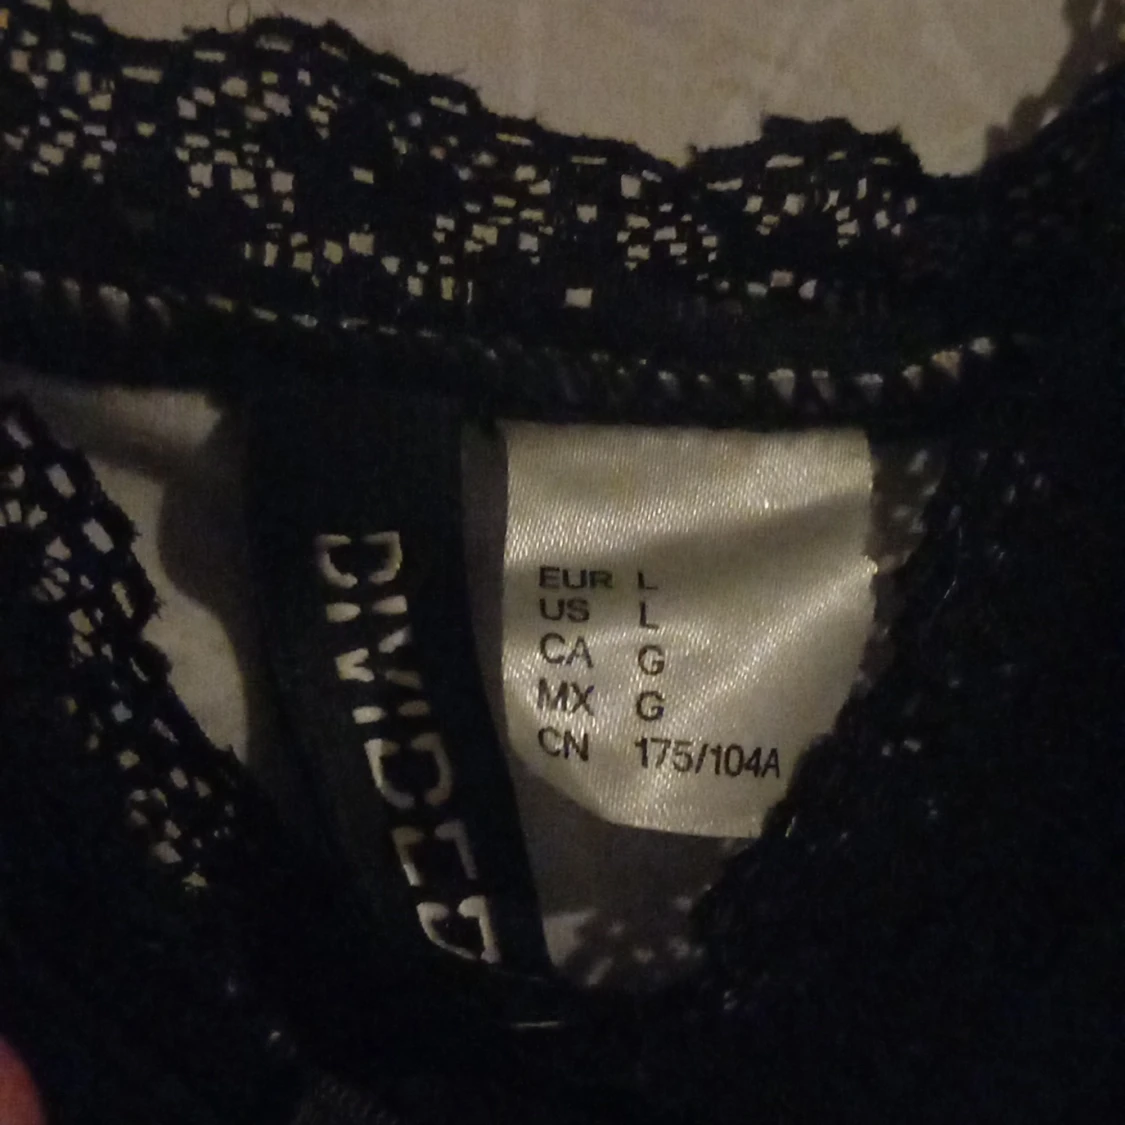 DIVIDED
EUR L
US L
CA G
MX G
CN 175/104A